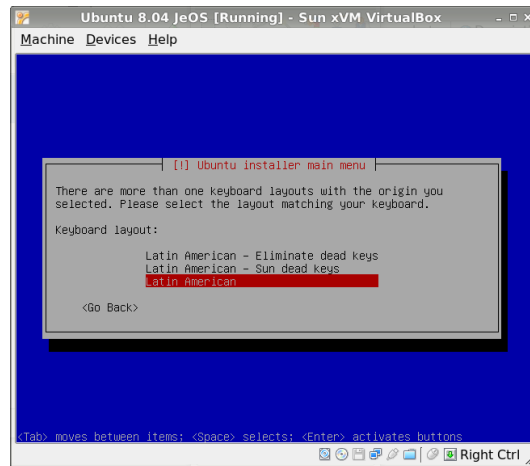 Ubuntu 8.04 JeOS [Running] - Sun xVM VirtualBox
Machine Devices Help
[!] Ubuntu installer main menu
There are more than one keyboard layouts with the origin you
selected. Please select the layout matching your keyboard.
Keyboard layout:
Latin American - Eliminate dead keys
Latin American - Sun dead keys
Latin American
<Go Back>
<Tab> moves between items; <Space> selects; <Enter> activates buttons
Right Ctrl